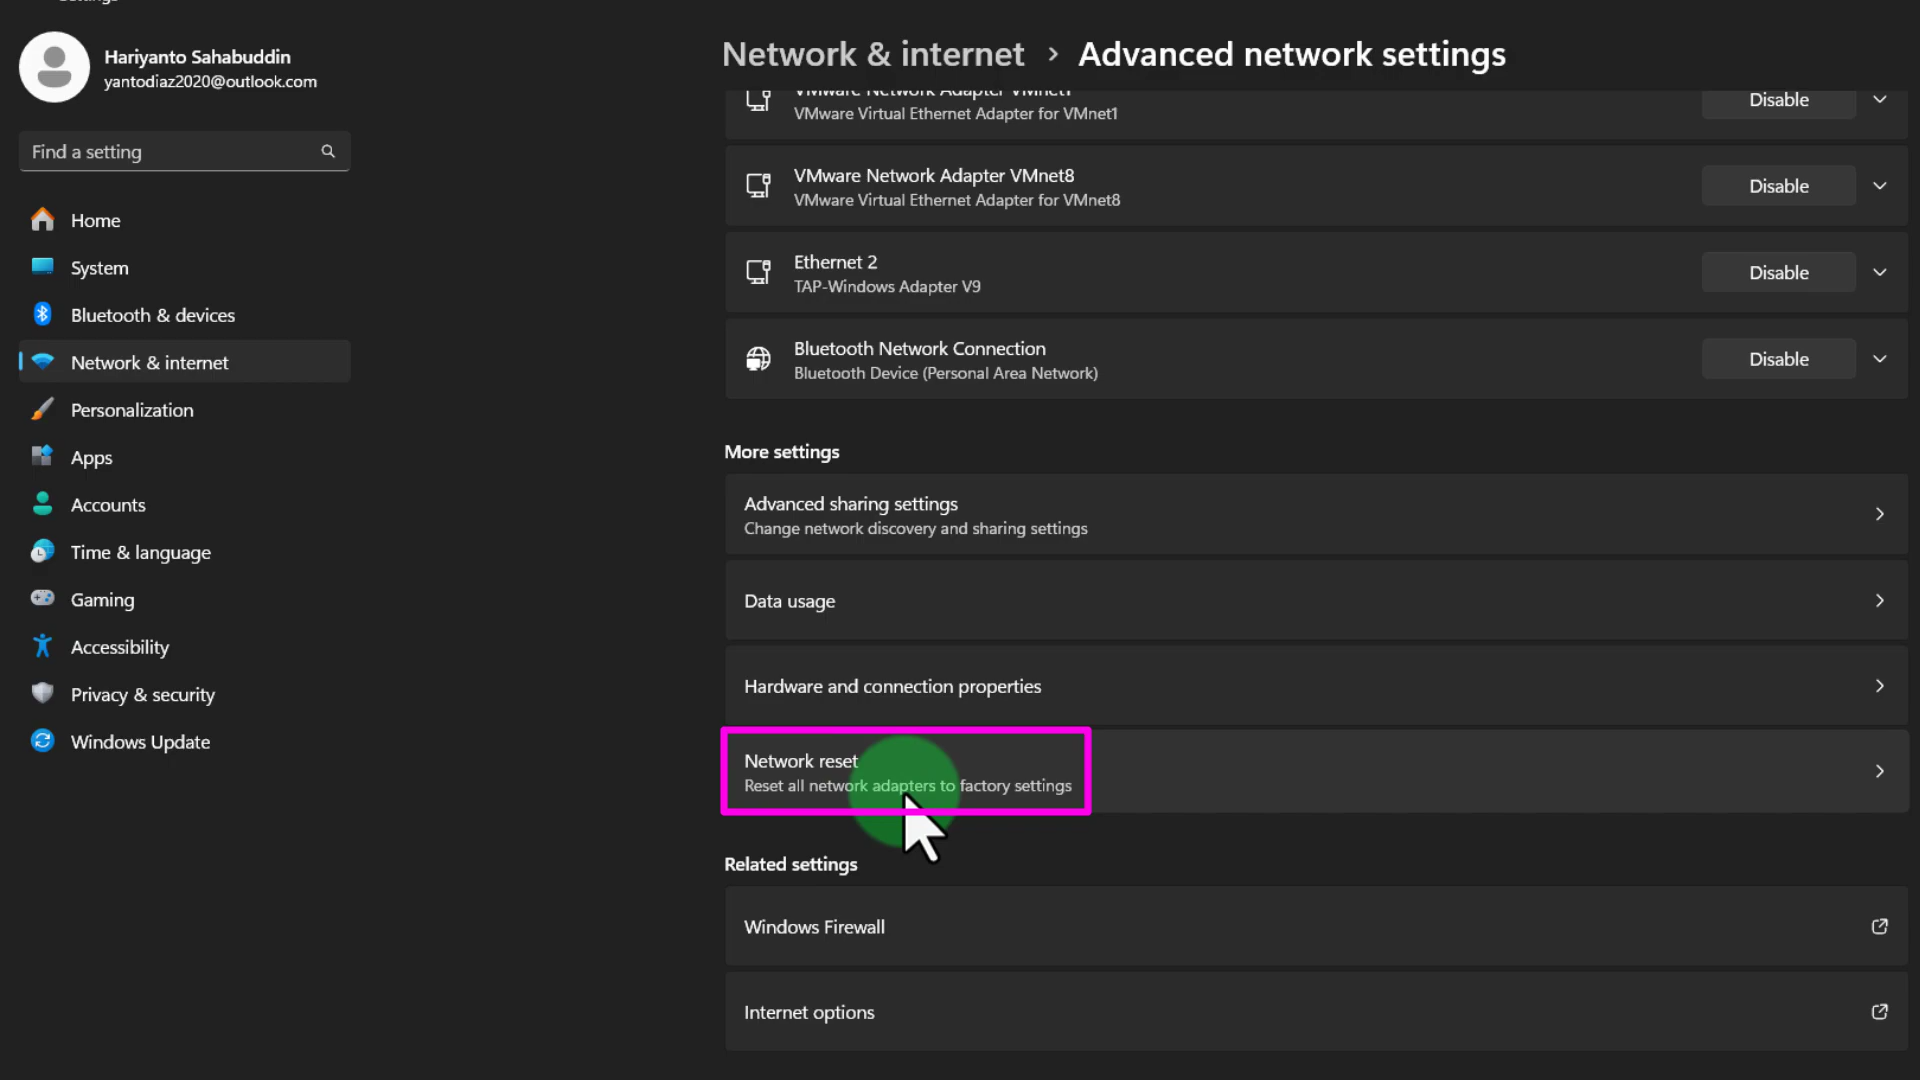 Settings
Hariyanto Sahabuddin
yantodiaz2020@outlook.com
Find a setting
Home
System
Bluetooth & devices
Network & internet
Personalization
Apps
Accounts
Time & language
Gaming
Accessibility
Privacy & security
Windows Update
Network & internet › Advanced network settings
VMware Network Adapter VMnet1
VMware Virtual Ethernet Adapter for VMnet1
Disable
VMware Network Adapter VMnet8
VMware Virtual Ethernet Adapter for VMnet8
Disable
Ethernet 2
TAP-Windows Adapter V9
Disable
Bluetooth Network Connection
Bluetooth Device (Personal Area Network)
Disable
More settings
Advanced sharing settings
Change network discovery and sharing settings
Data usage
Hardware and connection properties
Network reset
Reset all network adapters to factory settings
Related settings
Windows Firewall
Internet options